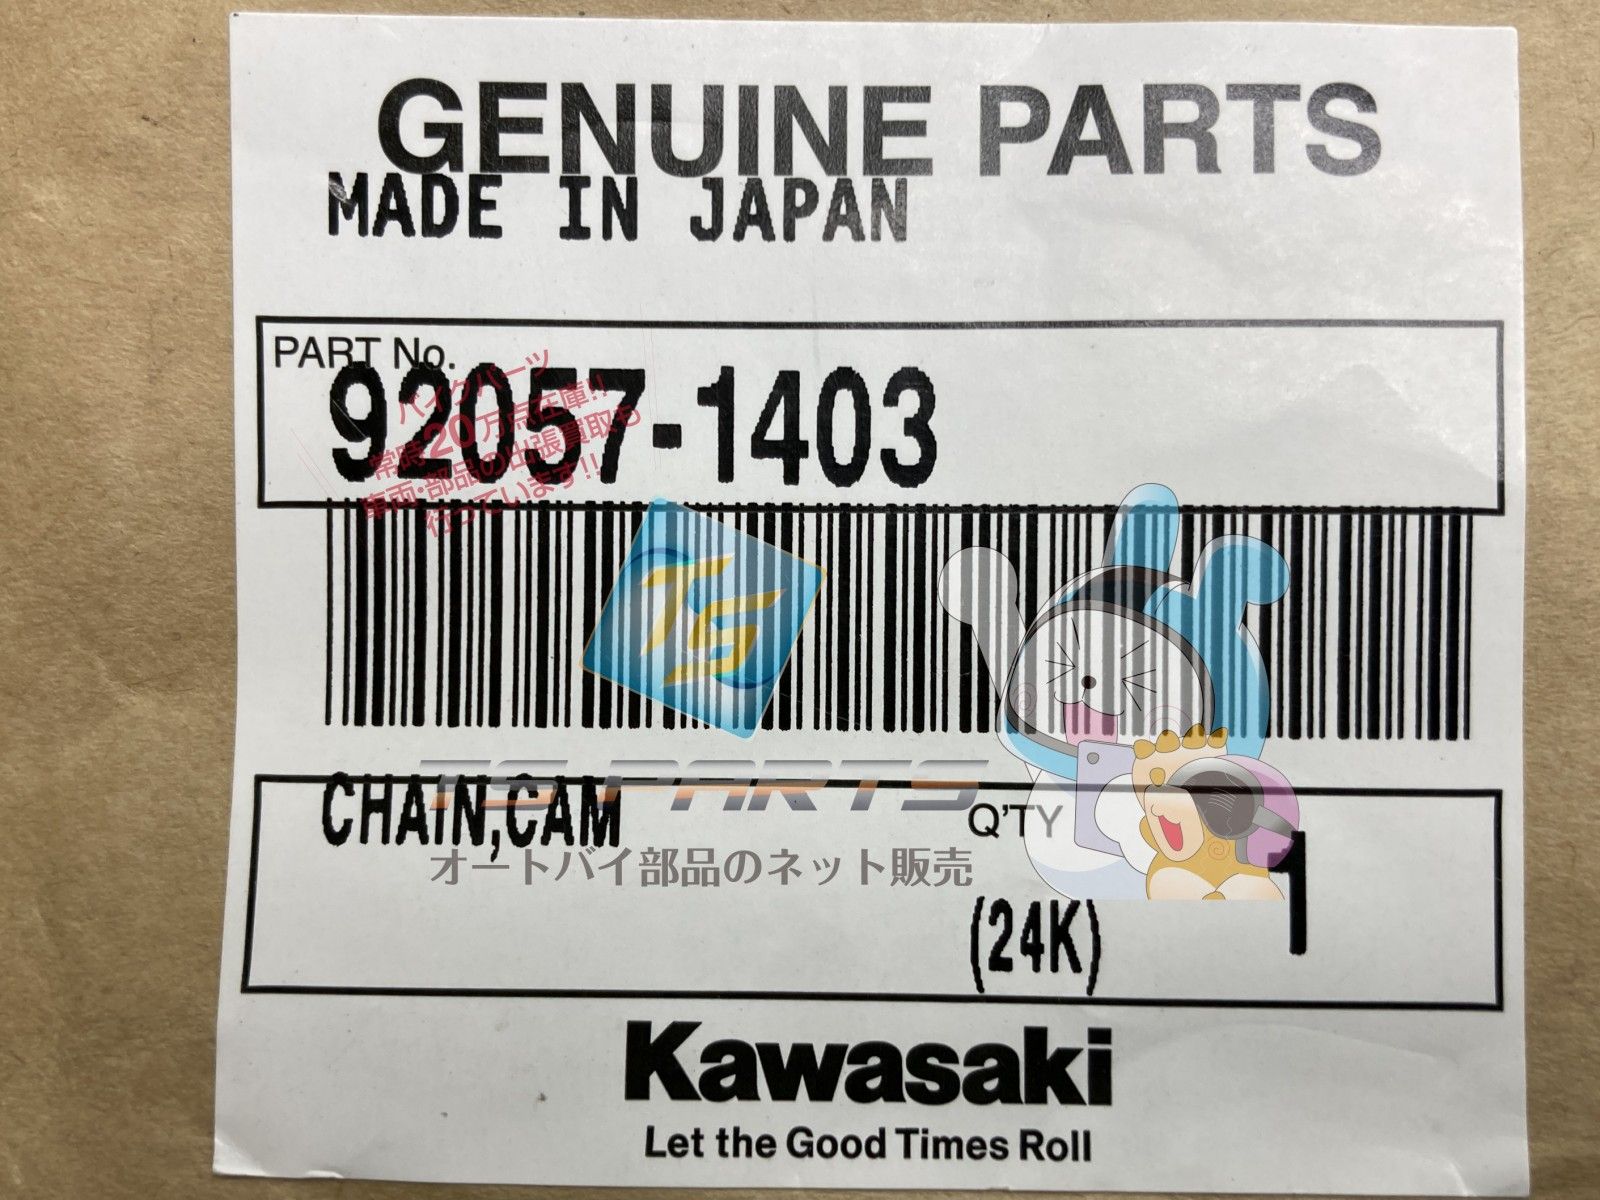 GENUINE PARTS
MADE IN JAPAN
PART No.
92057-1403
バイクパーツ
常時20万点在庫!!
車両・部品の出張買取も
行っています!!
TS
TS PARTS
オートバイ部品のネット販売
CHAIN,CAM
Q'TY
1
(24K)
Kawasaki
Let the Good Times Roll